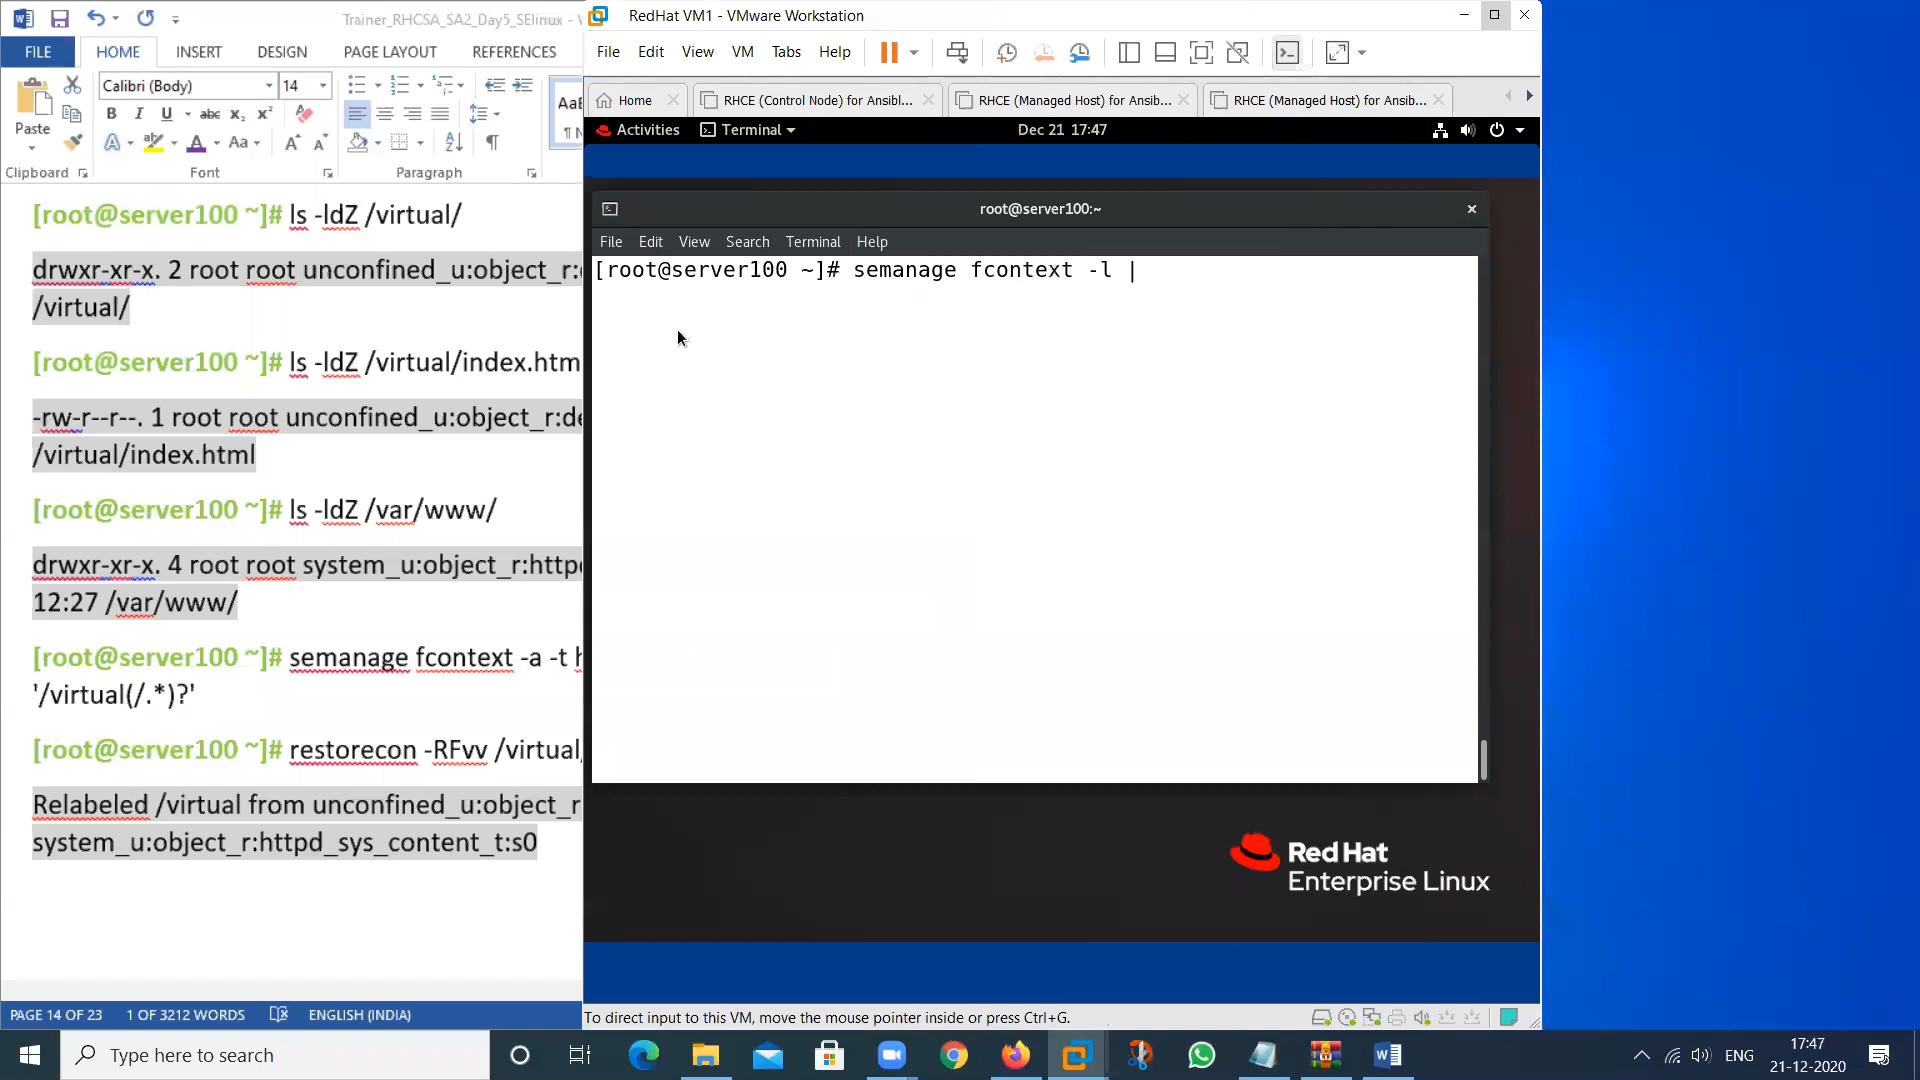 Trainer_RHCSA_SA2_Day5_SElinux -
FILE HOME INSERT DESIGN PAGE LAYOUT REFERENCES
Calibri (Body) 14
Paste
B I U abc x2 x2
Aa
Clipboard Font Paragraph
[root@server100 ~]# ls -ldZ /virtual/
drwxr-xr-x. 2 root root unconfined_u:object_r:
/virtual/
[root@server100 ~]# ls -ldZ /virtual/index.htm
-rw-r--r--. 1 root root unconfined_u:object_r:de
/virtual/index.html
[root@server100 ~]# ls -ldZ /var/www/
drwxr-xr-x. 4 root root system_u:object_r:http
12:27 /var/www/
[root@server100 ~]# semanage fcontext -a -t
'/virtual(/.*)?'
[root@server100 ~]# restorecon -RFvv /virtual
Relabeled /virtual from unconfined_u:object_r
system_u:object_r:httpd_sys_content_t:s0
PAGE 14 OF 23 1 OF 3212 WORDS ENGLISH (INDIA)
RedHat VM1 - VMware Workstation
File Edit View VM Tabs Help
Home RHCE (Control Node) for Ansibl... RHCE (Managed Host) for Ansib... RHCE (Managed Host) for Ansib...
Activities Terminal Dec 21 17:47
root@server100:~
File Edit View Search Terminal Help
[root@server100 ~]# semanage fcontext -l |
Red Hat
Enterprise Linux
To direct input to this VM, move the mouse pointer inside or press Ctrl+G.
Type here to search
ENG
17:47
21-12-2020